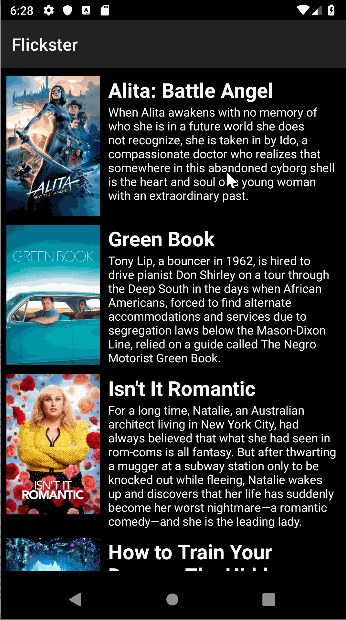 6:28
Flickster
Alita: Battle Angel
When Alita awakens with no memory of
who she is in a future world she does
not recognize, she is taken in by Ido, a
compassionate doctor who realizes that
somewhere in this abandoned cyborg shell
is the heart and soul of a young woman
with an extraordinary past.
ALITA
GREEN BOOK
Green Book
Tony Lip, a bouncer in 1962, is hired to
drive pianist Don Shirley on a tour through
the Deep South in the days when African
Americans, forced to find alternate
accommodations and services due to
segregation laws below the Mason-Dixon
Line, relied on a guide called The Negro
Motorist Green Book.
Isn't It Romantic
For a long time, Natalie, an Australian
architect living in New York City, had
always believed that what she had seen in
rom-coms is all fantasy. But after thwarting
a mugger at a subway station only to be
knocked out while fleeing, Natalie wakes
up and discovers that her life has suddenly
become her worst nightmare—a romantic
comedy—and she is the leading lady.
ISN'T IT
ROMANTIC
How to Train Your